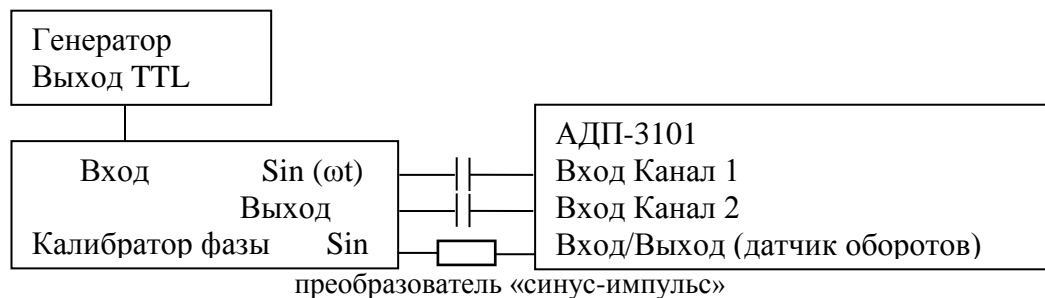 Генератор
Выход TTL
Вход Sin (ωt)
Выход
Калибратор фазы Sin
АДП-3101
Вход Канал 1
Вход Канал 2
Вход/Выход (датчик оборотов)
преобразователь «синус-импульс»